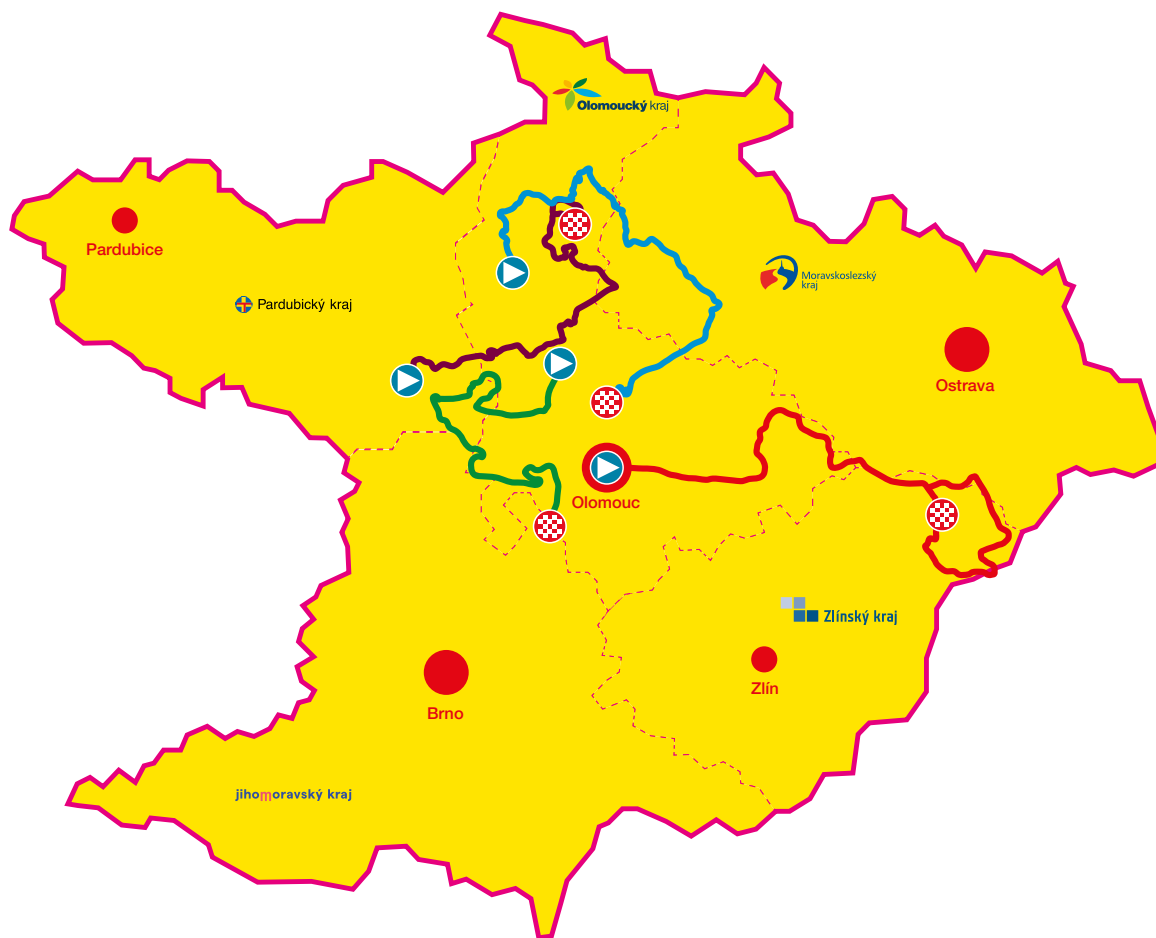 Olomoucký kraj
Pardubice
Moravskoslezský
kraj
Pardubický kraj
Ostrava
Olomouc
Zlínský kraj
Zlín
Brno
jihomoravský kraj